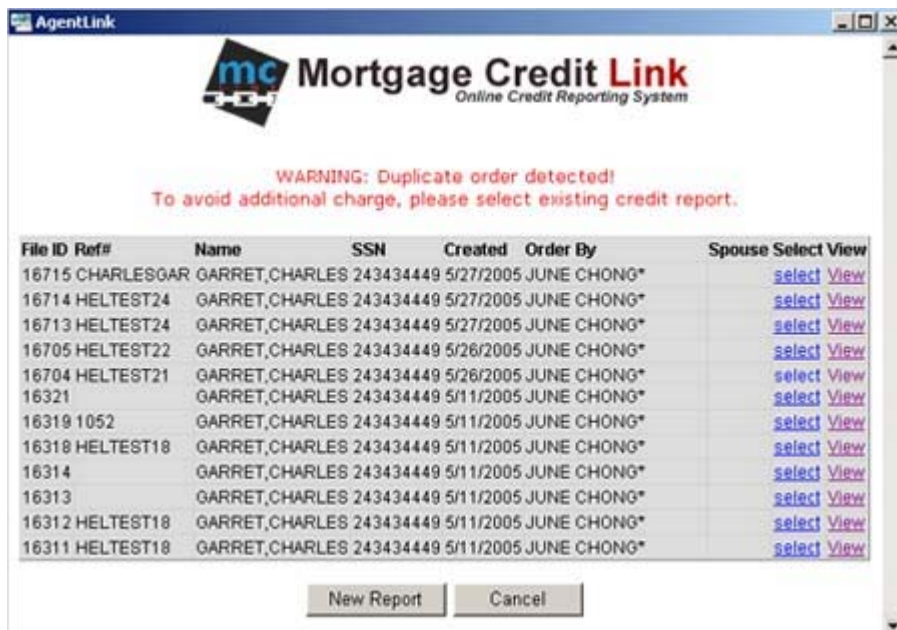 AgentLink
mc Mortgage Credit Link
Online Credit Reporting System
WARNING: Duplicate order detected!
To avoid additional charge, please select existing credit report.
File ID Ref# Name SSN Created Order By Spouse Select View
16715 CHARLESGAR GARRET,CHARLES 243434449 5/27/2005 JUNE CHONG* select View
16714 HELTEST24 GARRET,CHARLES 243434449 5/27/2005 JUNE CHONG* select View
16713 HELTEST24 GARRET,CHARLES 243434449 5/27/2005 JUNE CHONG* select View
16705 HELTEST22 GARRET,CHARLES 243434449 5/26/2005 JUNE CHONG* select View
16704 HELTEST21 GARRET,CHARLES 243434449 5/26/2005 JUNE CHONG* select View
16321 GARRET,CHARLES 243434449 5/11/2005 JUNE CHONG* select View
16319 1052 GARRET,CHARLES 243434449 5/11/2005 JUNE CHONG* select View
16318 HELTEST18 GARRET,CHARLES 243434449 5/11/2005 JUNE CHONG* select View
16314 GARRET,CHARLES 243434449 5/11/2005 JUNE CHONG* select View
16313 GARRET,CHARLES 243434449 5/11/2005 JUNE CHONG* select View
16312 HELTEST18 GARRET,CHARLES 243434449 5/11/2005 JUNE CHONG* select View
16311 HELTEST18 GARRET,CHARLES 243434449 5/11/2005 JUNE CHONG* select View
New Report Cancel